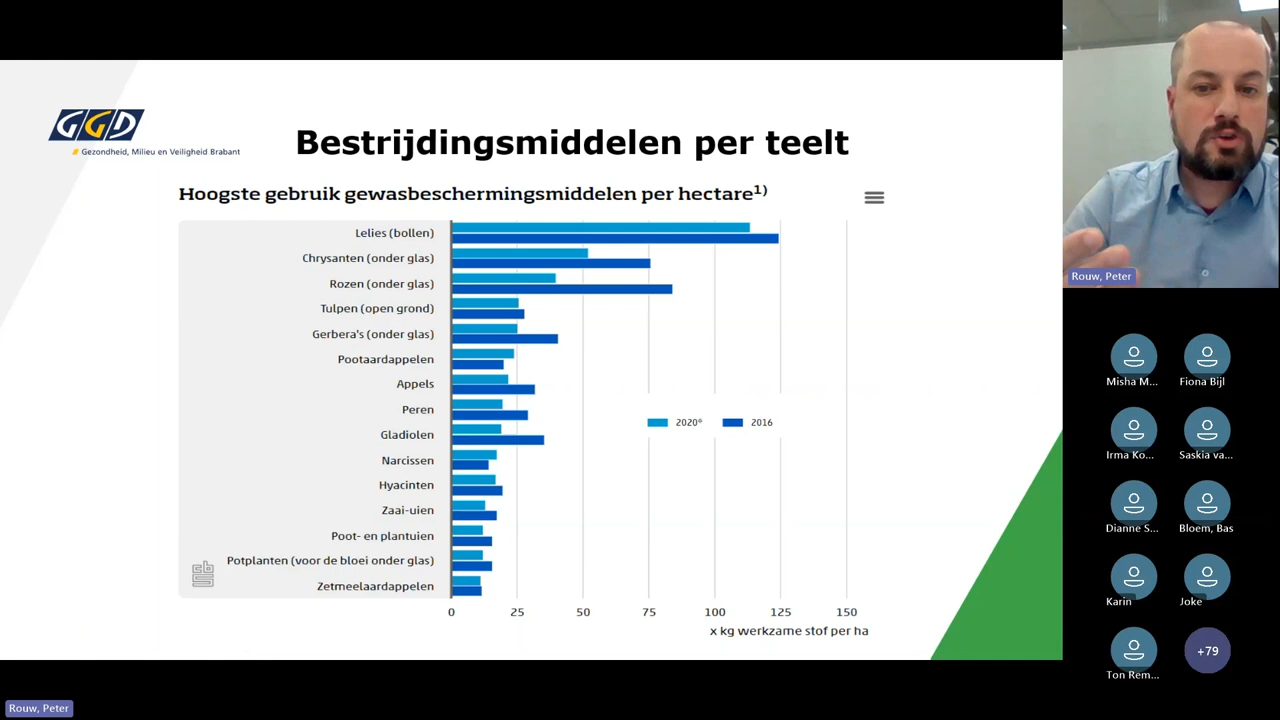 GGD
Gezondheid, Milieu en Veiligheid Brabant
Bestrijdingsmiddelen per teelt
Hoogste gebruik gewasbeschermingsmiddelen per hectare¹⁾
Lelies (bollen)
Chrysanten (onder glas)
Rozen (onder glas)
Tulpen (open grond)
Gerbera's (onder glas)
Pootaardappelen
Appels
Peren
Gladiolen
Narcissen
Hyacinten
Zaai-uien
Poot- en plantuien
Potplanten (voor de bloei onder glas)
Zetmeelaardappelen
2020* 2016
0 25 50 75 100 125 150
x kg werkzame stof per ha
cbs
Rouw, Peter
Misha M... Fiona Bijl
Irma Ko... Saskia va...
Dianne S... Bloem, Bas
Karin Joke
Ton Rem... +79
Rouw, Peter